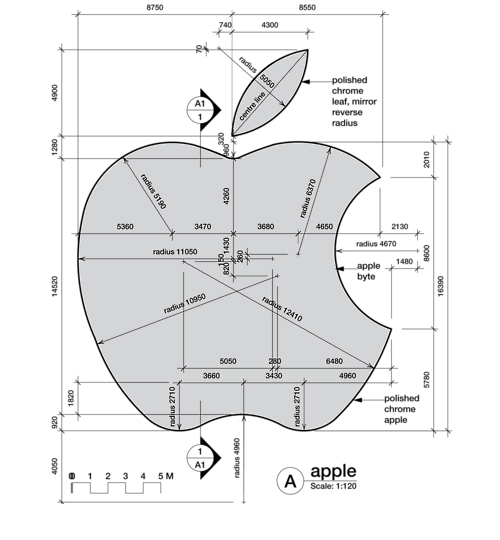 8750
8550
740
4300
70
radius 5050
centre line
4900
A1
1
polished
chrome
leaf, mirror
reverse
radius
1280
320
960
2010
radius 5190
4260
radius 6370
5360
3470
3680
4650
2130
1430
260
radius 11050
150
820
radius 4670
8600
1480
apple
byte
14520
16390
radius 10950
radius 12410
5050
280
6480
3660
3430
4960
1820
radius 2710
radius 2710
5780
polished
chrome
apple
920
1
A1
radius 4960
4050
0 1 2 3 4 5 M
A
apple
Scale: 1:120